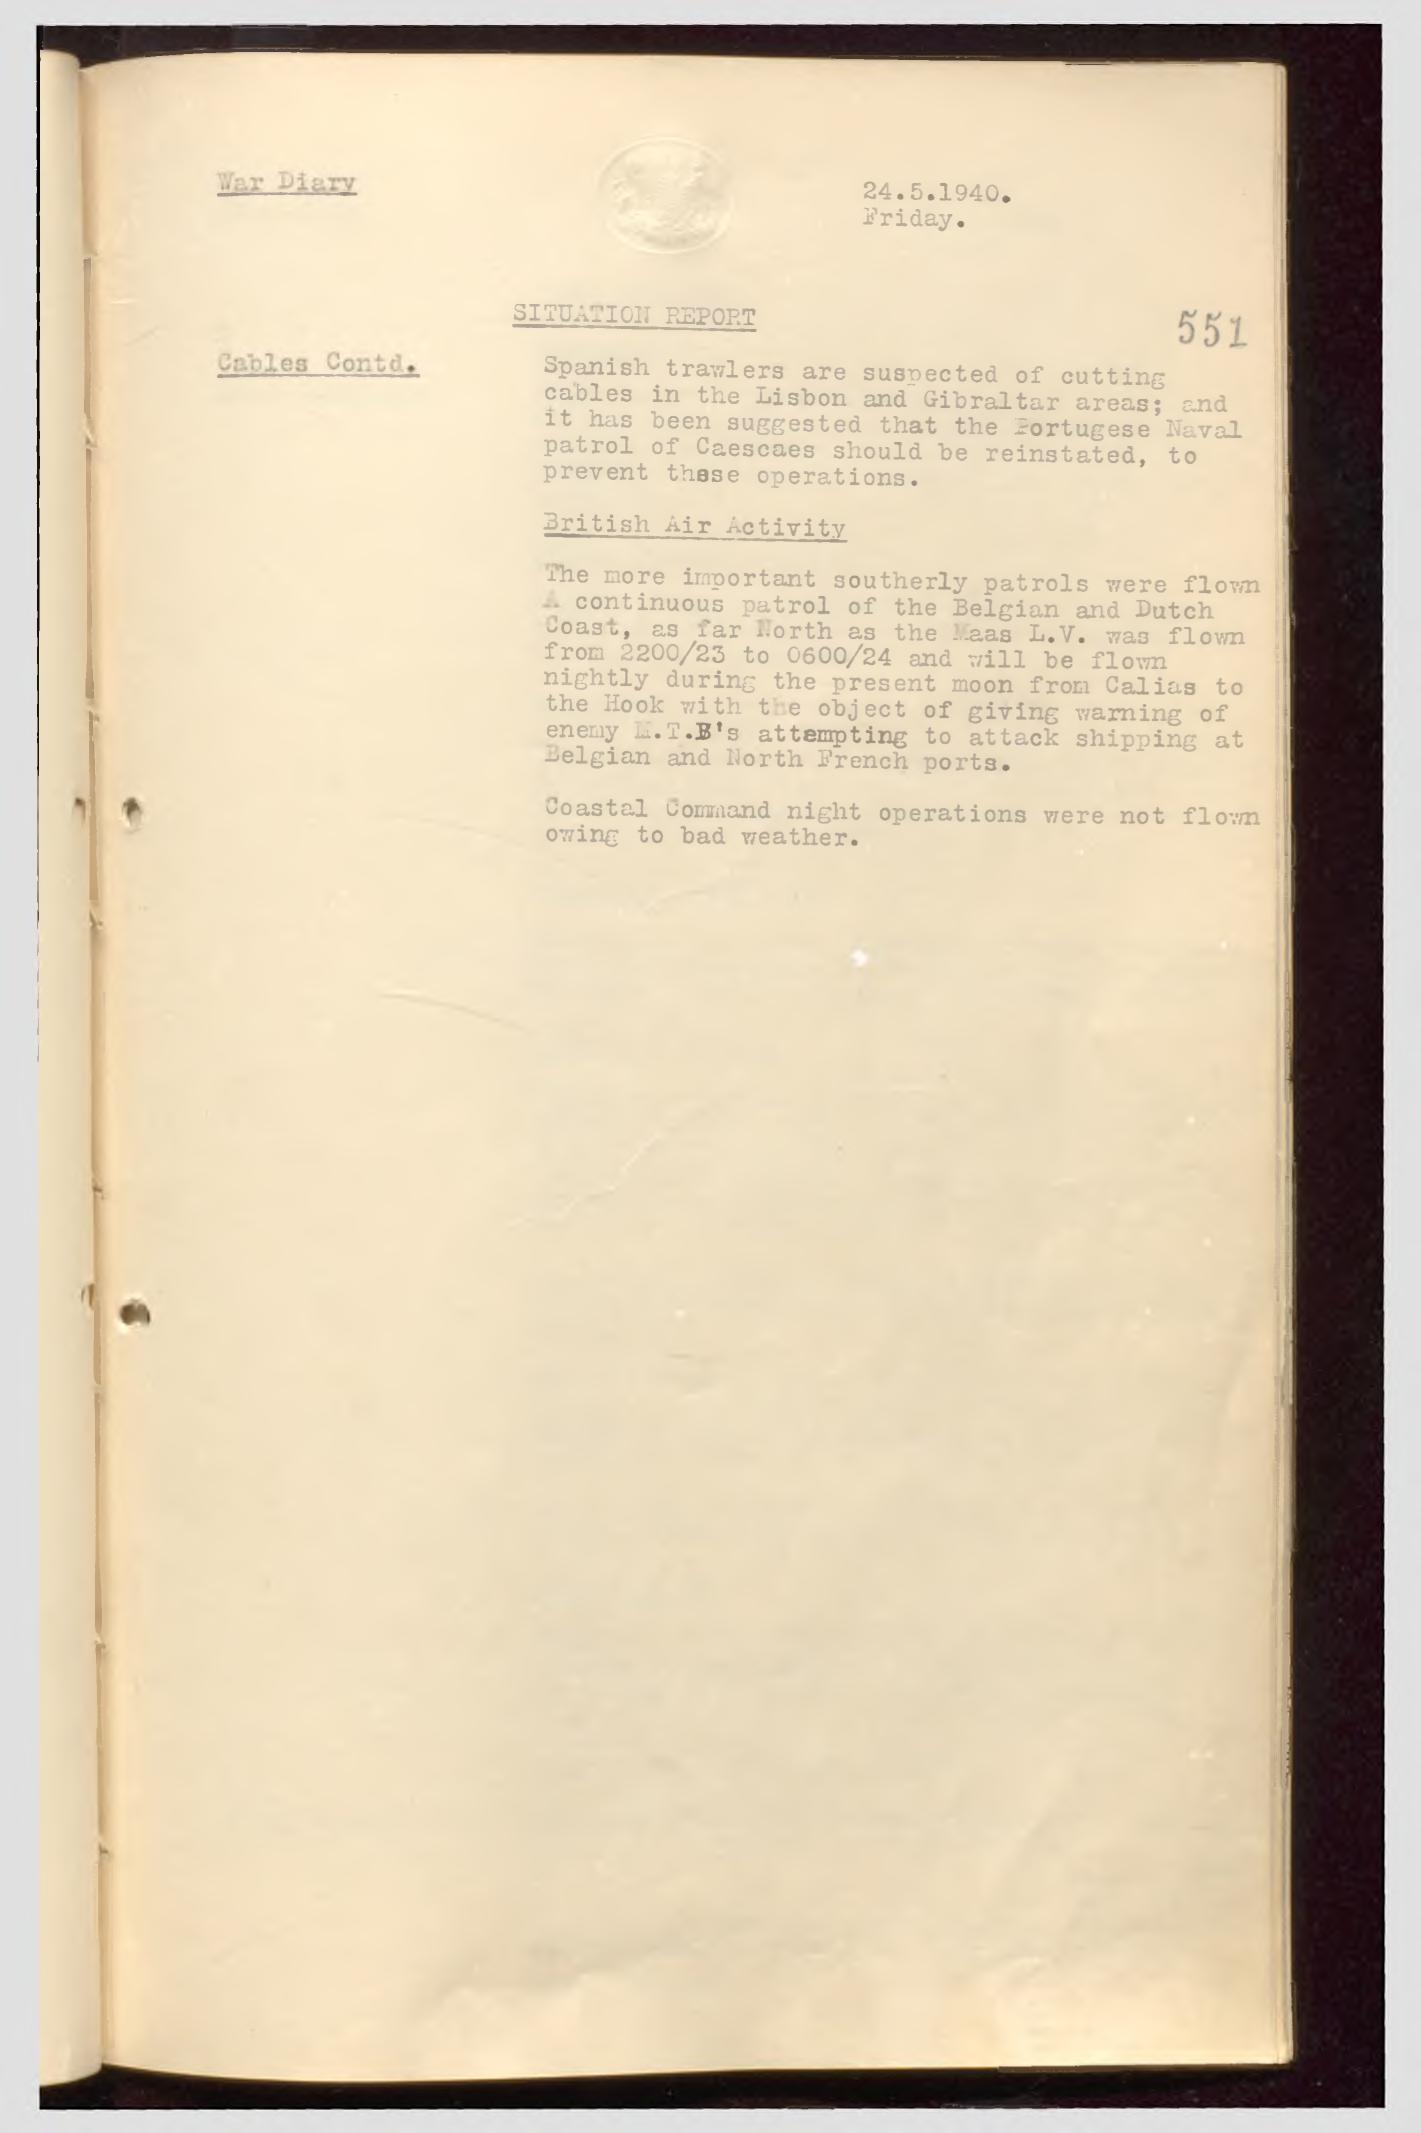 War Diary
24.5.1940.
Friday.
SITUATION REPORT
551
Cables Contd.
Spanish trawlers are suspected of cutting
cables in the Lisbon and Gibraltar areas; and
it has been suggested that the Portugese Naval
patrol of Caescaes should be reinstated, to
prevent these operations.
British Air Activity
The more important southerly patrols were flown
A continuous patrol of the Belgian and Dutch
Coast, as far North as the Maas L.V. was flown
from 2200/23 to 0600/24 and will be flown
nightly during the present moon from Calias to
the Hook with the object of giving warning of
enemy M.T.B's attempting to attack shipping at
Belgian and North French ports.
Coastal Command night operations were not flown
owing to bad weather.